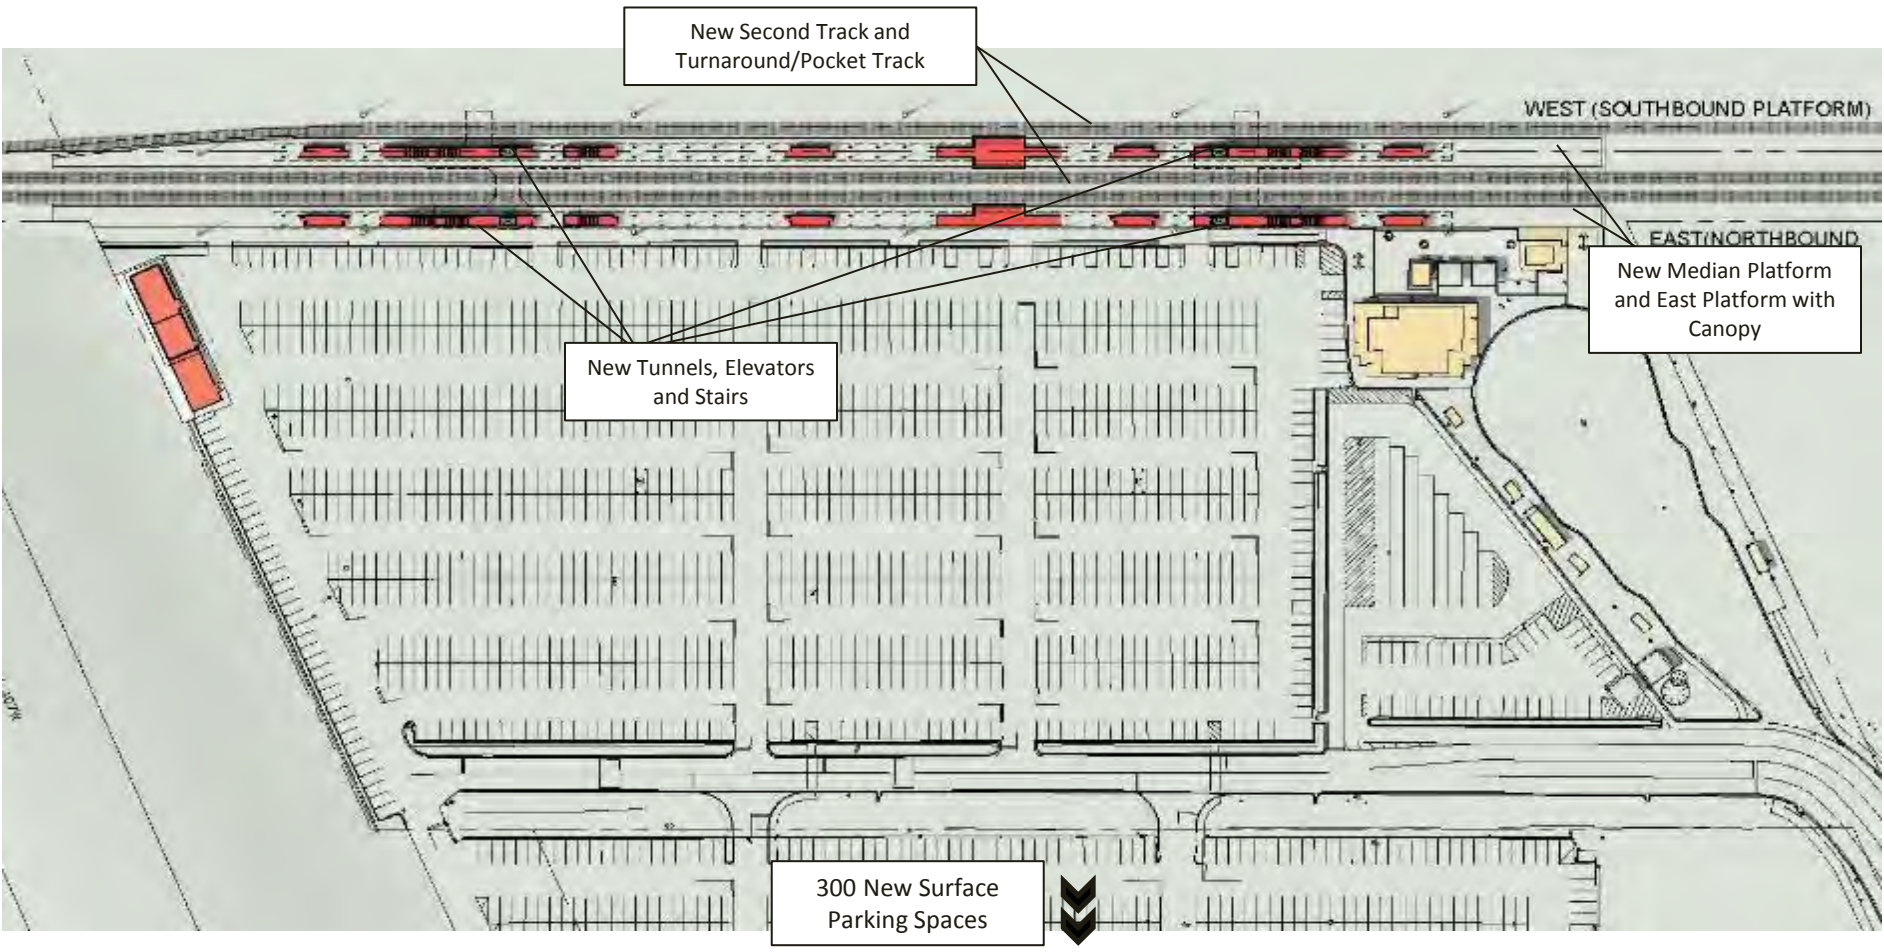 New Second Track and
Turnaround/Pocket Track
WEST (SOUTHBOUND PLATFORM)
EAST(NORTHBOUND
New Median Platform
and East Platform with
Canopy
New Tunnels, Elevators
and Stairs
300 New Surface
Parking Spaces